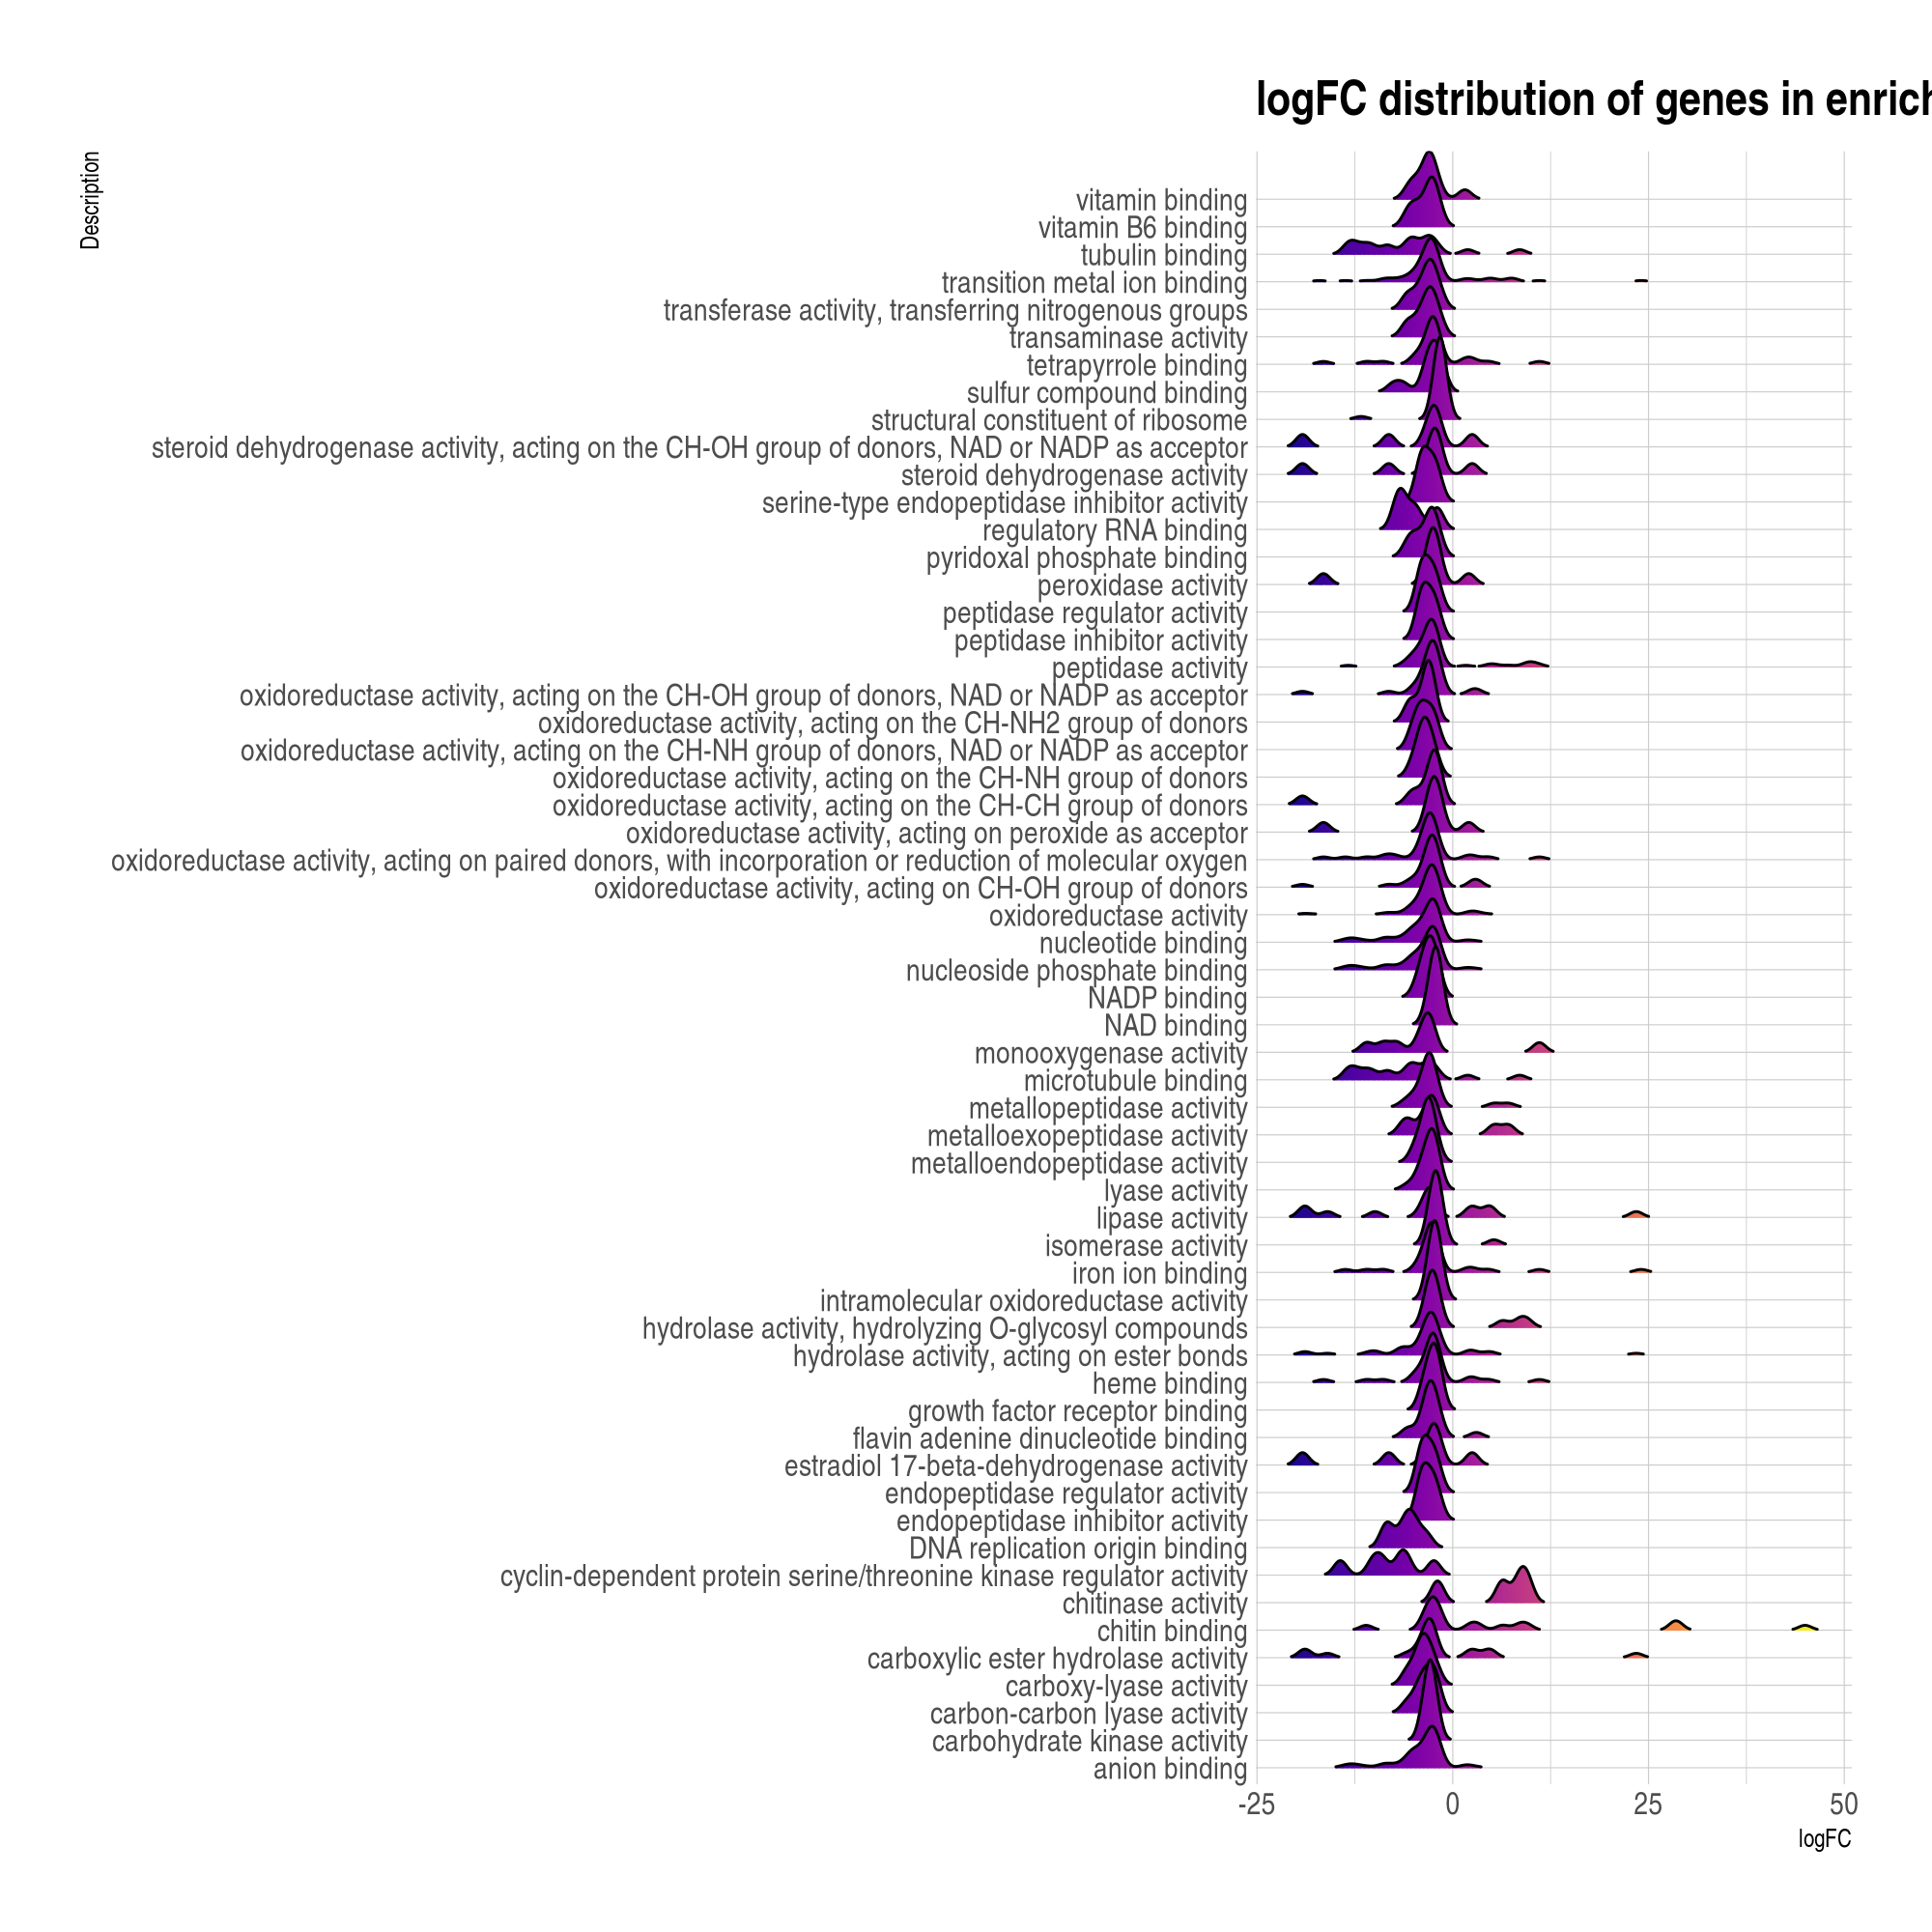 logFC distribution of genes in enrich
Description
vitamin binding
vitamin B6 binding
tubulin binding
transition metal ion binding
transferase activity, transferring nitrogenous groups
transaminase activity
tetrapyrrole binding
sulfur compound binding
structural constituent of ribosome
steroid dehydrogenase activity, acting on the CH-OH group of donors, NAD or NADP as acceptor
steroid dehydrogenase activity
serine-type endopeptidase inhibitor activity
regulatory RNA binding
pyridoxal phosphate binding
peroxidase activity
peptidase regulator activity
peptidase inhibitor activity
peptidase activity
oxidoreductase activity, acting on the CH-OH group of donors, NAD or NADP as acceptor
oxidoreductase activity, acting on the CH-NH2 group of donors
oxidoreductase activity, acting on the CH-NH group of donors, NAD or NADP as acceptor
oxidoreductase activity, acting on the CH-NH group of donors
oxidoreductase activity, acting on the CH-CH group of donors
oxidoreductase activity, acting on peroxide as acceptor
oxidoreductase activity, acting on paired donors, with incorporation or reduction of molecular oxygen
oxidoreductase activity, acting on CH-OH group of donors
oxidoreductase activity
nucleotide binding
nucleoside phosphate binding
NADP binding
NAD binding
monooxygenase activity
microtubule binding
metallopeptidase activity
metalloexopeptidase activity
metalloendopeptidase activity
lyase activity
lipase activity
isomerase activity
iron ion binding
intramolecular oxidoreductase activity
hydrolase activity, hydrolyzing O-glycosyl compounds
hydrolase activity, acting on ester bonds
heme binding
growth factor receptor binding
flavin adenine dinucleotide binding
estradiol 17-beta-dehydrogenase activity
endopeptidase regulator activity
endopeptidase inhibitor activity
DNA replication origin binding
cyclin-dependent protein serine/threonine kinase regulator activity
chitinase activity
chitin binding
carboxylic ester hydrolase activity
carboxy-lyase activity
carbon-carbon lyase activity
carbohydrate kinase activity
anion binding
-25 0 25 50
logFC